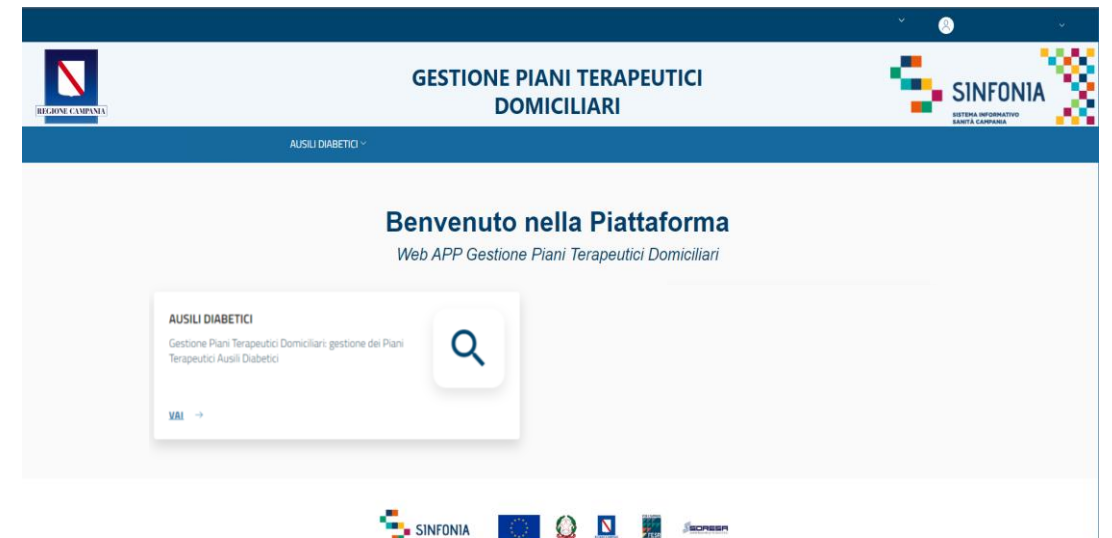 GESTIONE PIANI TERAPEUTICI
DOMICILIARI
REGIONE CAMPANIA
SINFONIA
SISTEMA INFORMATIVO
SANITÀ CAMPANIA
AUSILI DIABETICI
Benvenuto nella Piattaforma
Web APP Gestione Piani Terapeutici Domiciliari
AUSILI DIABETICI
Gestione Piani Terapeutici Domiciliari: gestione dei Piani
Terapeutici Ausili Diabetici
VAI
SINFONIA
SORESA